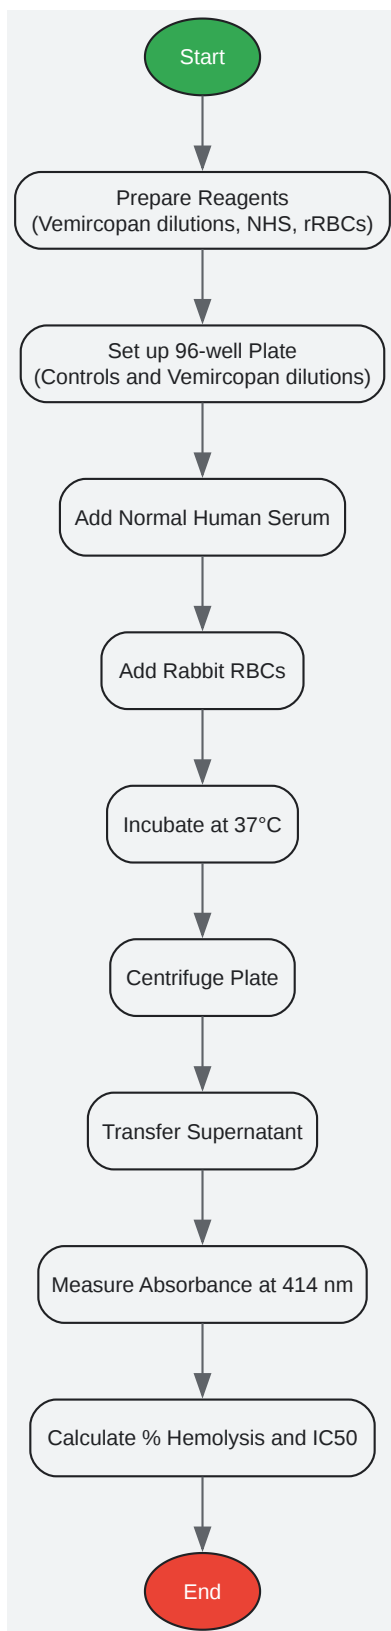 Start
Prepare Reagents
(Vemircopan dilutions, NHS, rRBCs)
Set up 96-well Plate
(Controls and Vemircopan dilutions)
Add Normal Human Serum
Add Rabbit RBCs
Incubate at 37°C
Centrifuge Plate
Transfer Supernatant
Measure Absorbance at 414 nm
Calculate % Hemolysis and IC50
End